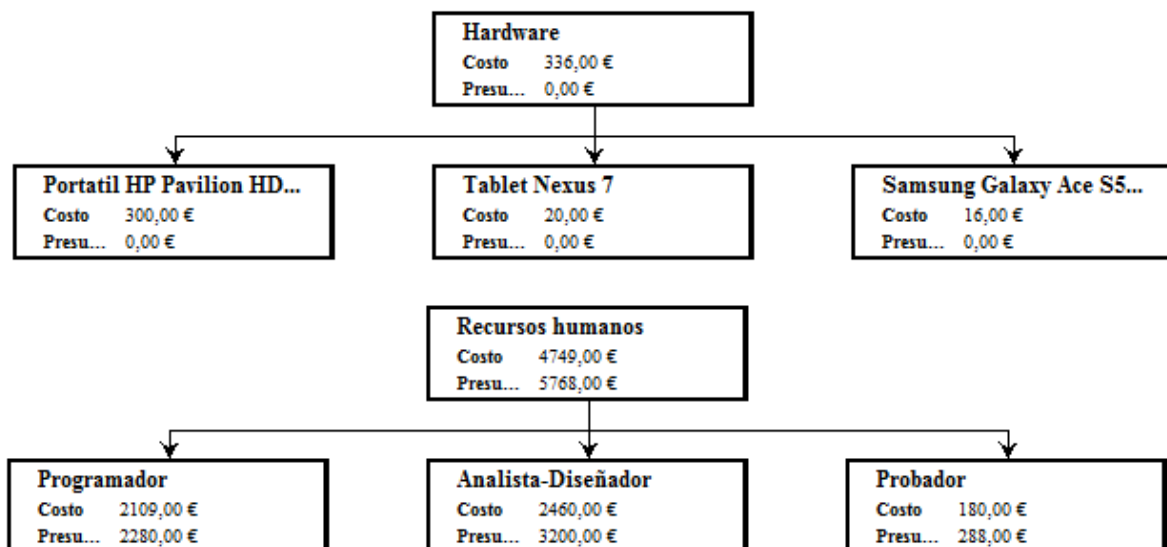 Hardware
Costo 336,00 €
Presu... 0,00 €
Portatil HP Pavilion HD...
Costo 300,00 €
Presu... 0,00 €
Tablet Nexus 7
Costo 20,00 €
Presu... 0,00 €
Samsung Galaxy Ace S5...
Costo 16,00 €
Presu... 0,00 €
Recursos humanos
Costo 4749,00 €
Presu... 5768,00 €
Programador
Costo 2109,00 €
Presu... 2280,00 €
Analista-Diseñador
Costo 2460,00 €
Presu... 3200,00 €
Probador
Costo 180,00 €
Presu... 288,00 €